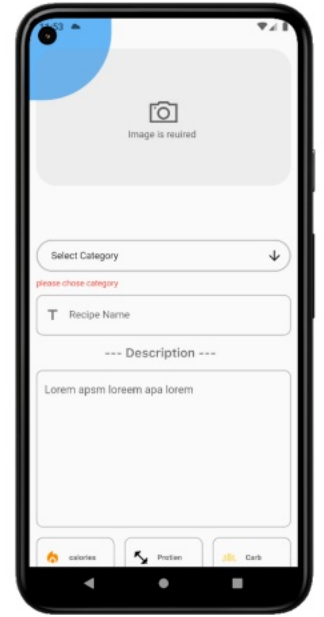 Image is reuired
Select Category
please chose category
Recipe Name
--- Description ---
Lorem apsm loreem apa lorem
calories
Protien
Carb